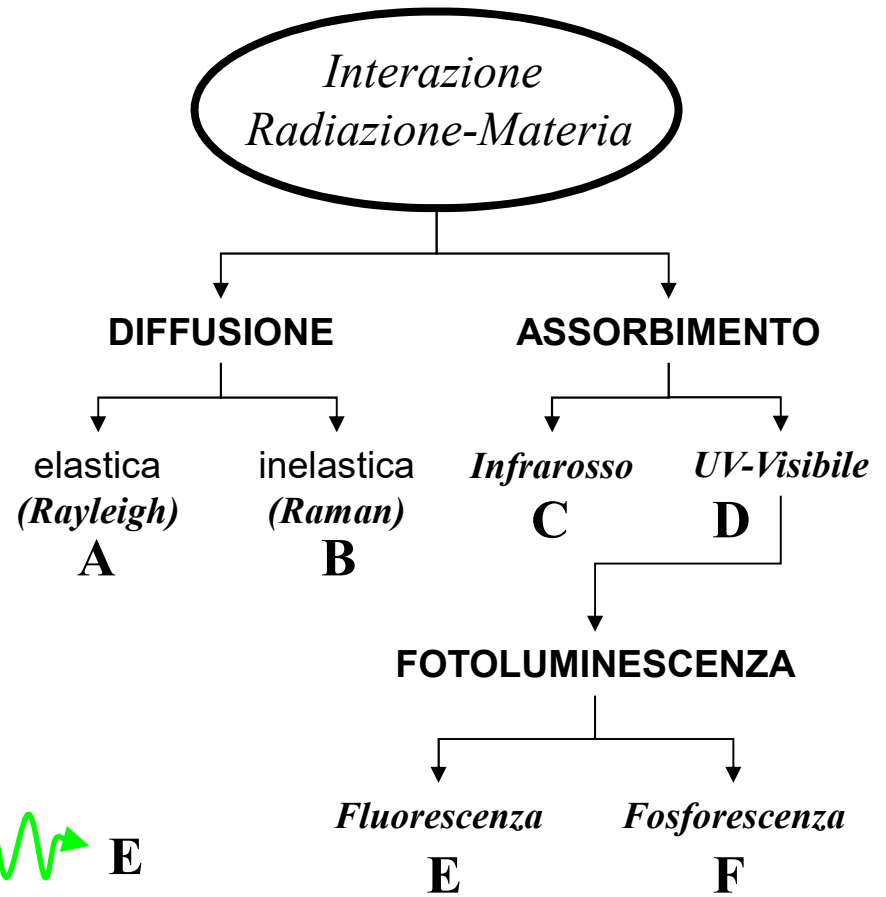 Interazione
Radiazione-Materia
DIFFUSIONE
ASSORBIMENTO
elastica
(Rayleigh)
A
inelastica
(Raman)
B
Infrarosso
C
UV-Visibile
D
FOTOLUMINESCENZA
Fluorescenza
E
Fosforescenza
F
E